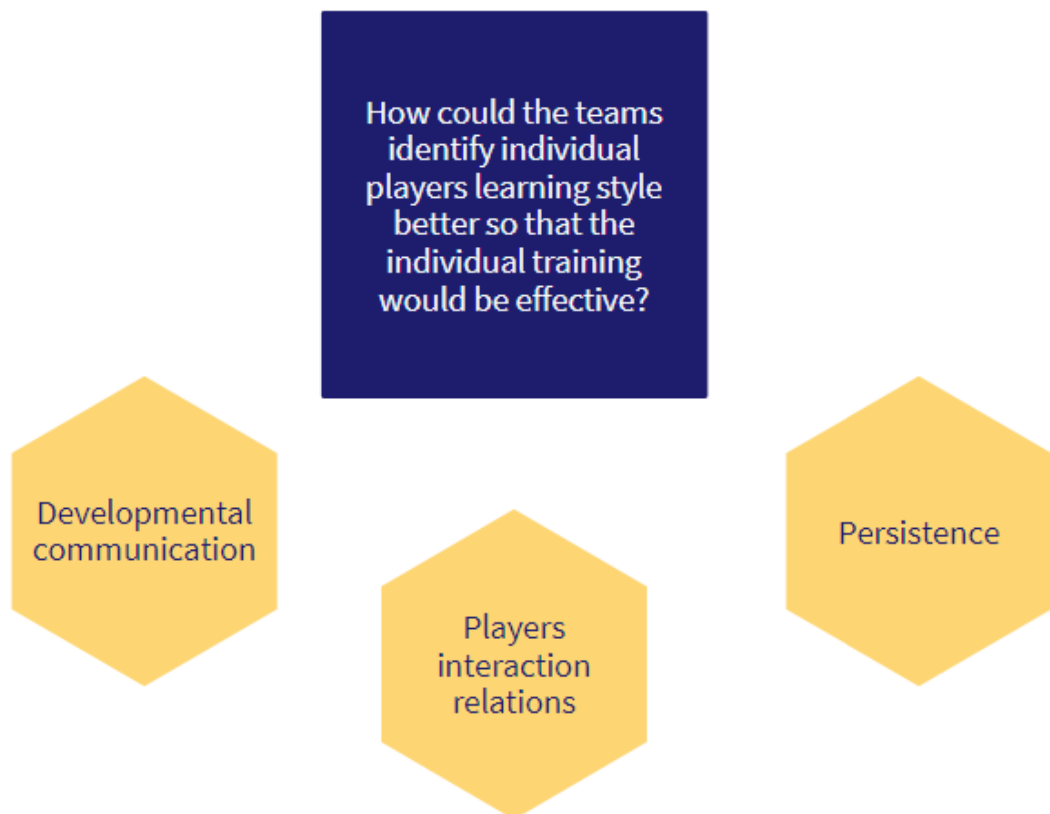 How could the teams
identify individual
players learning style
better so that the
individual training
would be effective?
Developmental
communication
Players
interaction
relations
Persistence